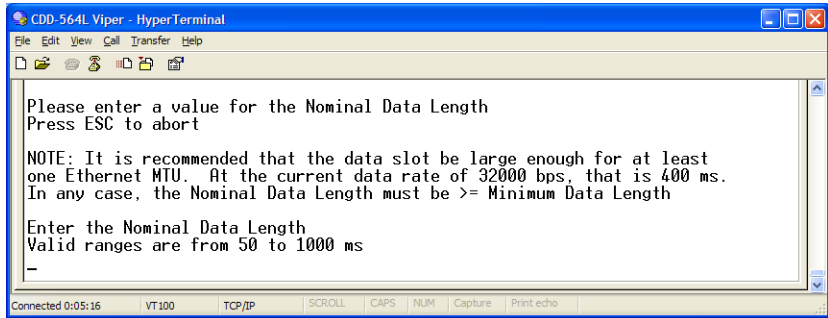 CDD-564L Viper - HyperTerminal
File Edit View Call Transfer Help
Please enter a value for the Nominal Data Length
Press ESC to abort
NOTE: It is recommended that the data slot be large enough for at least
one Ethernet MTU.  At the current data rate of 32000 bps, that is 400 ms.
In any case, the Nominal Data Length must be >= Minimum Data Length
Enter the Nominal Data Length
Valid ranges are from 50 to 1000 ms
_
Connected 0:05:16 VT100 TCP/IP SCROLL CAPS NUM Capture Print echo